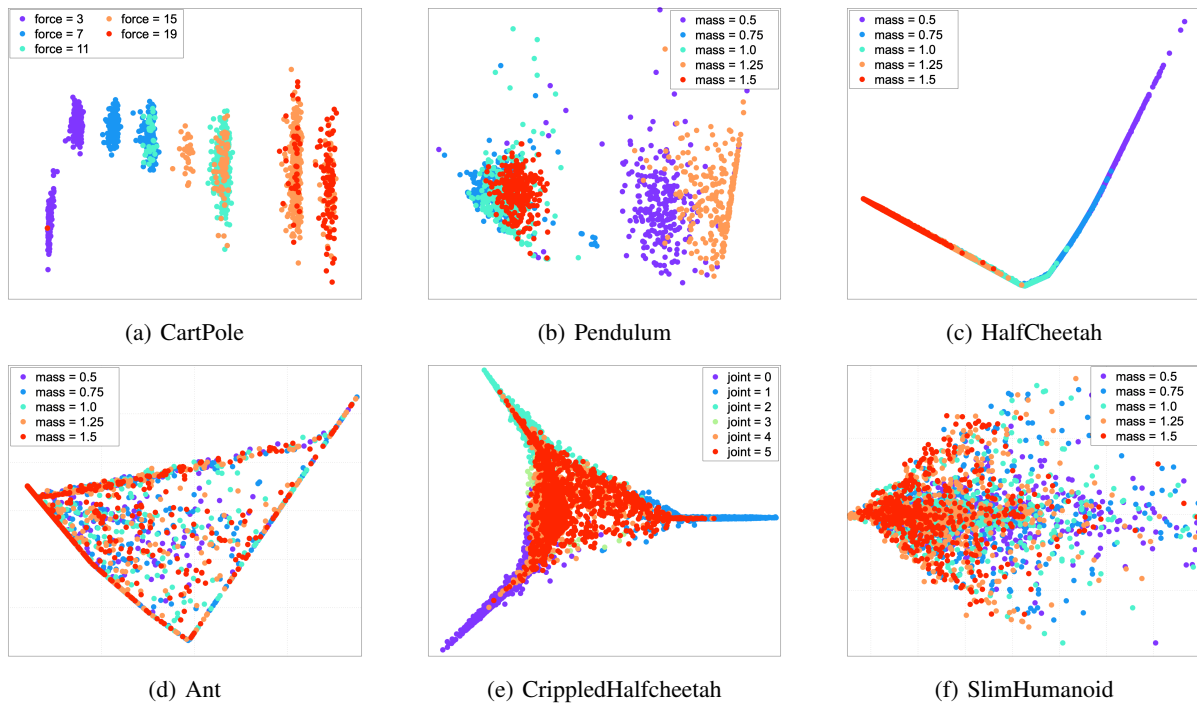 force = 3
force = 7
force = 11
force = 15
force = 19
(a) CartPole
mass = 0.5
mass = 0.75
mass = 1.0
mass = 1.25
mass = 1.5
(b) Pendulum
mass = 0.5
mass = 0.75
mass = 1.0
mass = 1.25
mass = 1.5
(c) HalfCheetah
mass = 0.5
mass = 0.75
mass = 1.0
mass = 1.25
mass = 1.5
(d) Ant
joint = 0
joint = 1
joint = 2
joint = 3
joint = 4
joint = 5
(e) CrippledHalfcheetah
mass = 0.5
mass = 0.75
mass = 1.0
mass = 1.25
mass = 1.5
(f) SlimHumanoid